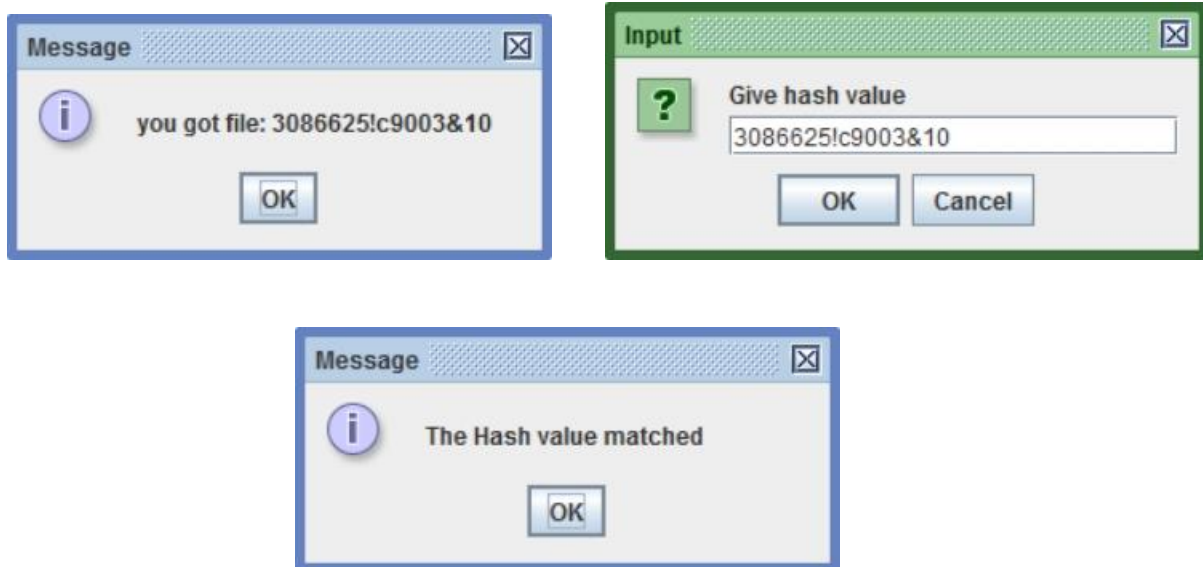 Message
you got file: 3086625!c9003&10
OK
Input
Give hash value
3086625!c9003&10
OK Cancel
Message
The Hash value matched
OK